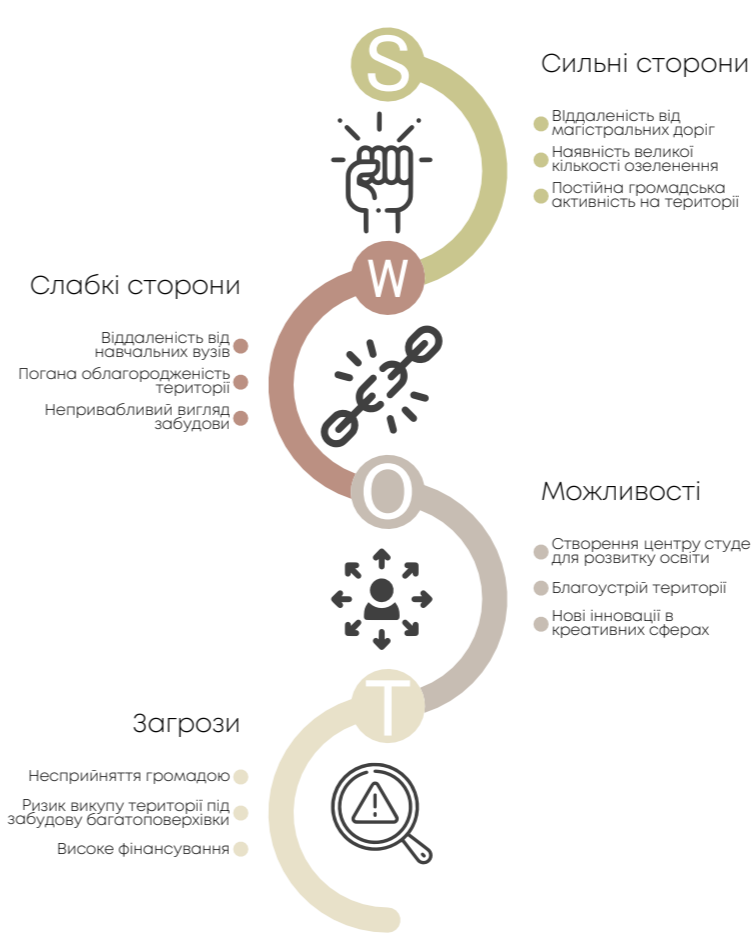 S
Сильні сторони
Віддаленість від
магістральних доріг
Наявність великої
кількості озеленення
Постійна громадська
активність на території
W
Слабкі сторони
Віддаленість від
навчальних вузів
Погана облагородженість
території
Непривабливий вигляд
забудови
O
Можливості
Створення центру студе
для розвитку освіти
Благоустрій території
Нові інновації в
креативних сферах
T
Загрози
Несприйняття громадою
Ризик викупу території під
забудову багатоповерхівки
Високе фінансування